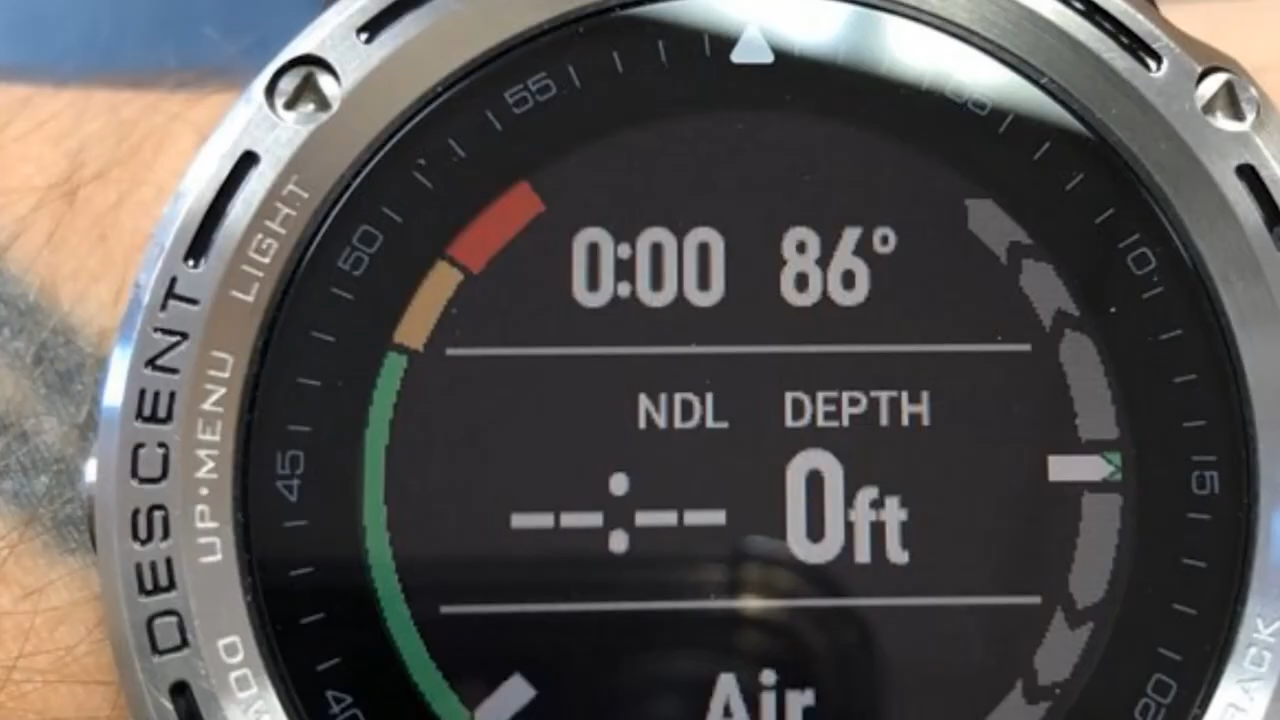 55
50
45
40
10
15
20
LIGHT
UP·MENU
DESCENT
0:00 86°
NDL DEPTH
--:-- 0ft
Air